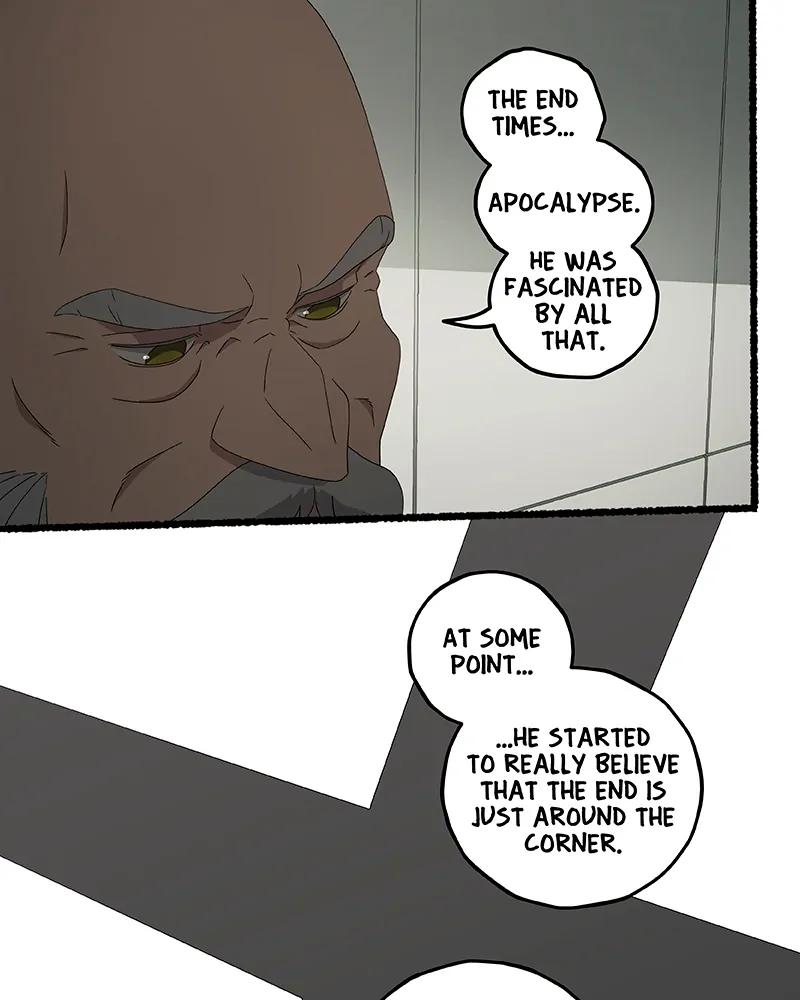 THE END
TIMES...
APOCALYPSE.
HE WAS
FASCINATED
BY ALL
THAT.
AT SOME
POINT...
...HE STARTED
TO REALLY BELIEVE
THAT THE END IS
JUST AROUND THE
CORNER.